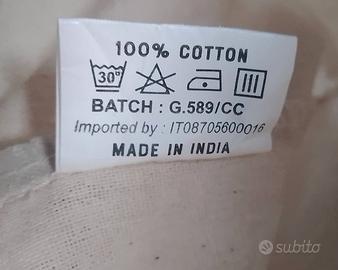 100% COTTON
30°
BATCH : G.589/CC
Imported by : IT08705600016
MADE IN INDIA
subito